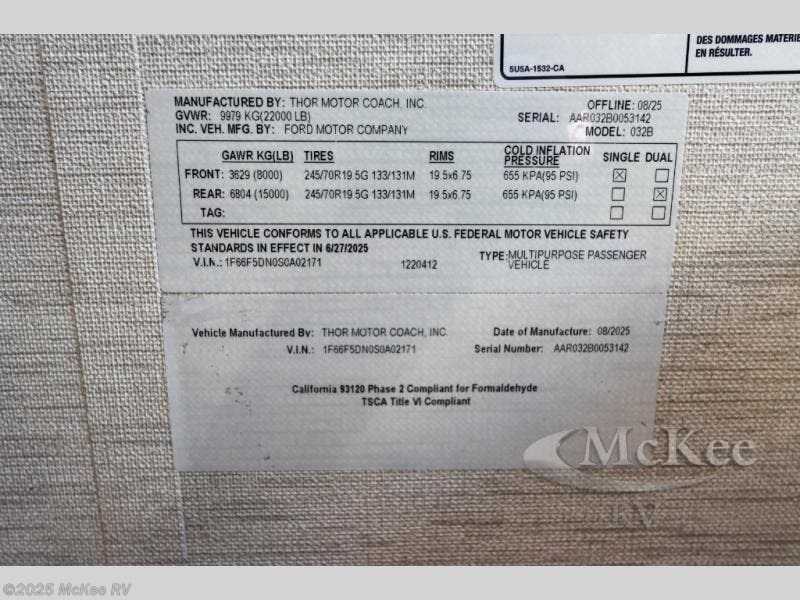 DES DOMMAGES MATERIE
EN RÉSULTER.
5U5A-1532-CA
MANUFACTURED BY: THOR MOTOR COACH, INC. OFFLINE: 08/25
GVWR: 9979 KG(22000 LB) SERIAL: AAR032B0053142
INC. VEH. MFG. BY: FORD MOTOR COMPANY MODEL: 032B
GAWR KG(LB) TIRES RIMS COLD INFLATION PRESSURE SINGLE DUAL
FRONT: 3629 (8000) 245/70R19.5G 133/131M 19.5x6.75 655 KPA(95 PSI) ☒ ☐
REAR: 6804 (15000) 245/70R19.5G 133/131M 19.5x6.75 655 KPA(95 PSI) ☐ ☒
TAG: ☐ ☐
THIS VEHICLE CONFORMS TO ALL APPLICABLE U.S. FEDERAL MOTOR VEHICLE SAFETY
STANDARDS IN EFFECT IN 6/27/2025
V.I.N.: 1F66F5DN0S0A02171 1220412 TYPE: MULTIPURPOSE PASSENGER
VEHICLE
Vehicle Manufactured By: THOR MOTOR COACH, INC. Date of Manufacture: 08/2025
V.I.N.: 1F66F5DN0S0A02171 Serial Number: AAR032B0053142
California 93120 Phase 2 Compliant for Formaldehyde
TSCA Title VI Compliant
McKee
RV
©2025 McKee RV